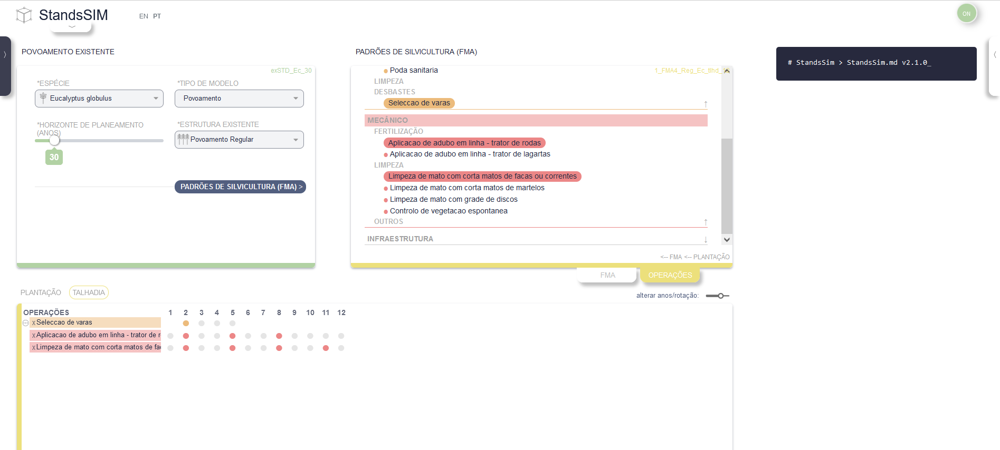 StandsSIM
EN PT
ON
POVOAMENTO EXISTENTE
exSTD_Ec_30
*ESPÉCIE
Eucalyptus globulus
*TIPO DE MODELO
Povoamento
*HORIZONTE DE PLANEAMENTO
(ANOS)
30
*ESTRUTURA EXISTENTE
Povoamento Regular
PADRÕES DE SILVICULTURA (FMA) >
PADRÕES DE SILVICULTURA (FMA)
1_FMA4_Reg_Ec_tlhd_
Poda sanitaria
LIMPEZA
DESBASTES
Seleccao de varas
MECÂNICO
FERTILIZAÇÃO
Aplicacao de adubo em linha - trator de rodas
Aplicacao de adubo em linha - trator de lagartas
LIMPEZA
Limpeza de mato com corta matos de facas ou correntes
Limpeza de mato com corta matos de martelos
Limpeza de mato com grade de discos
Controlo de vegetacao espontanea
OUTROS
INFRAESTRUTURA
<-- FMA <-- PLANTAÇÃO
FMA
OPERAÇÕES
# StandsSim > StandsSim.md v2.1.0_
PLANTAÇÃO TALHADIA
alterar anos/rotação:
OPERAÇÕES 1 2 3 4 5 6 7 8 9 10 11 12
x Seleccao de varas
x Aplicacao de adubo em linha - trator de r
x Limpeza de mato com corta matos de fa